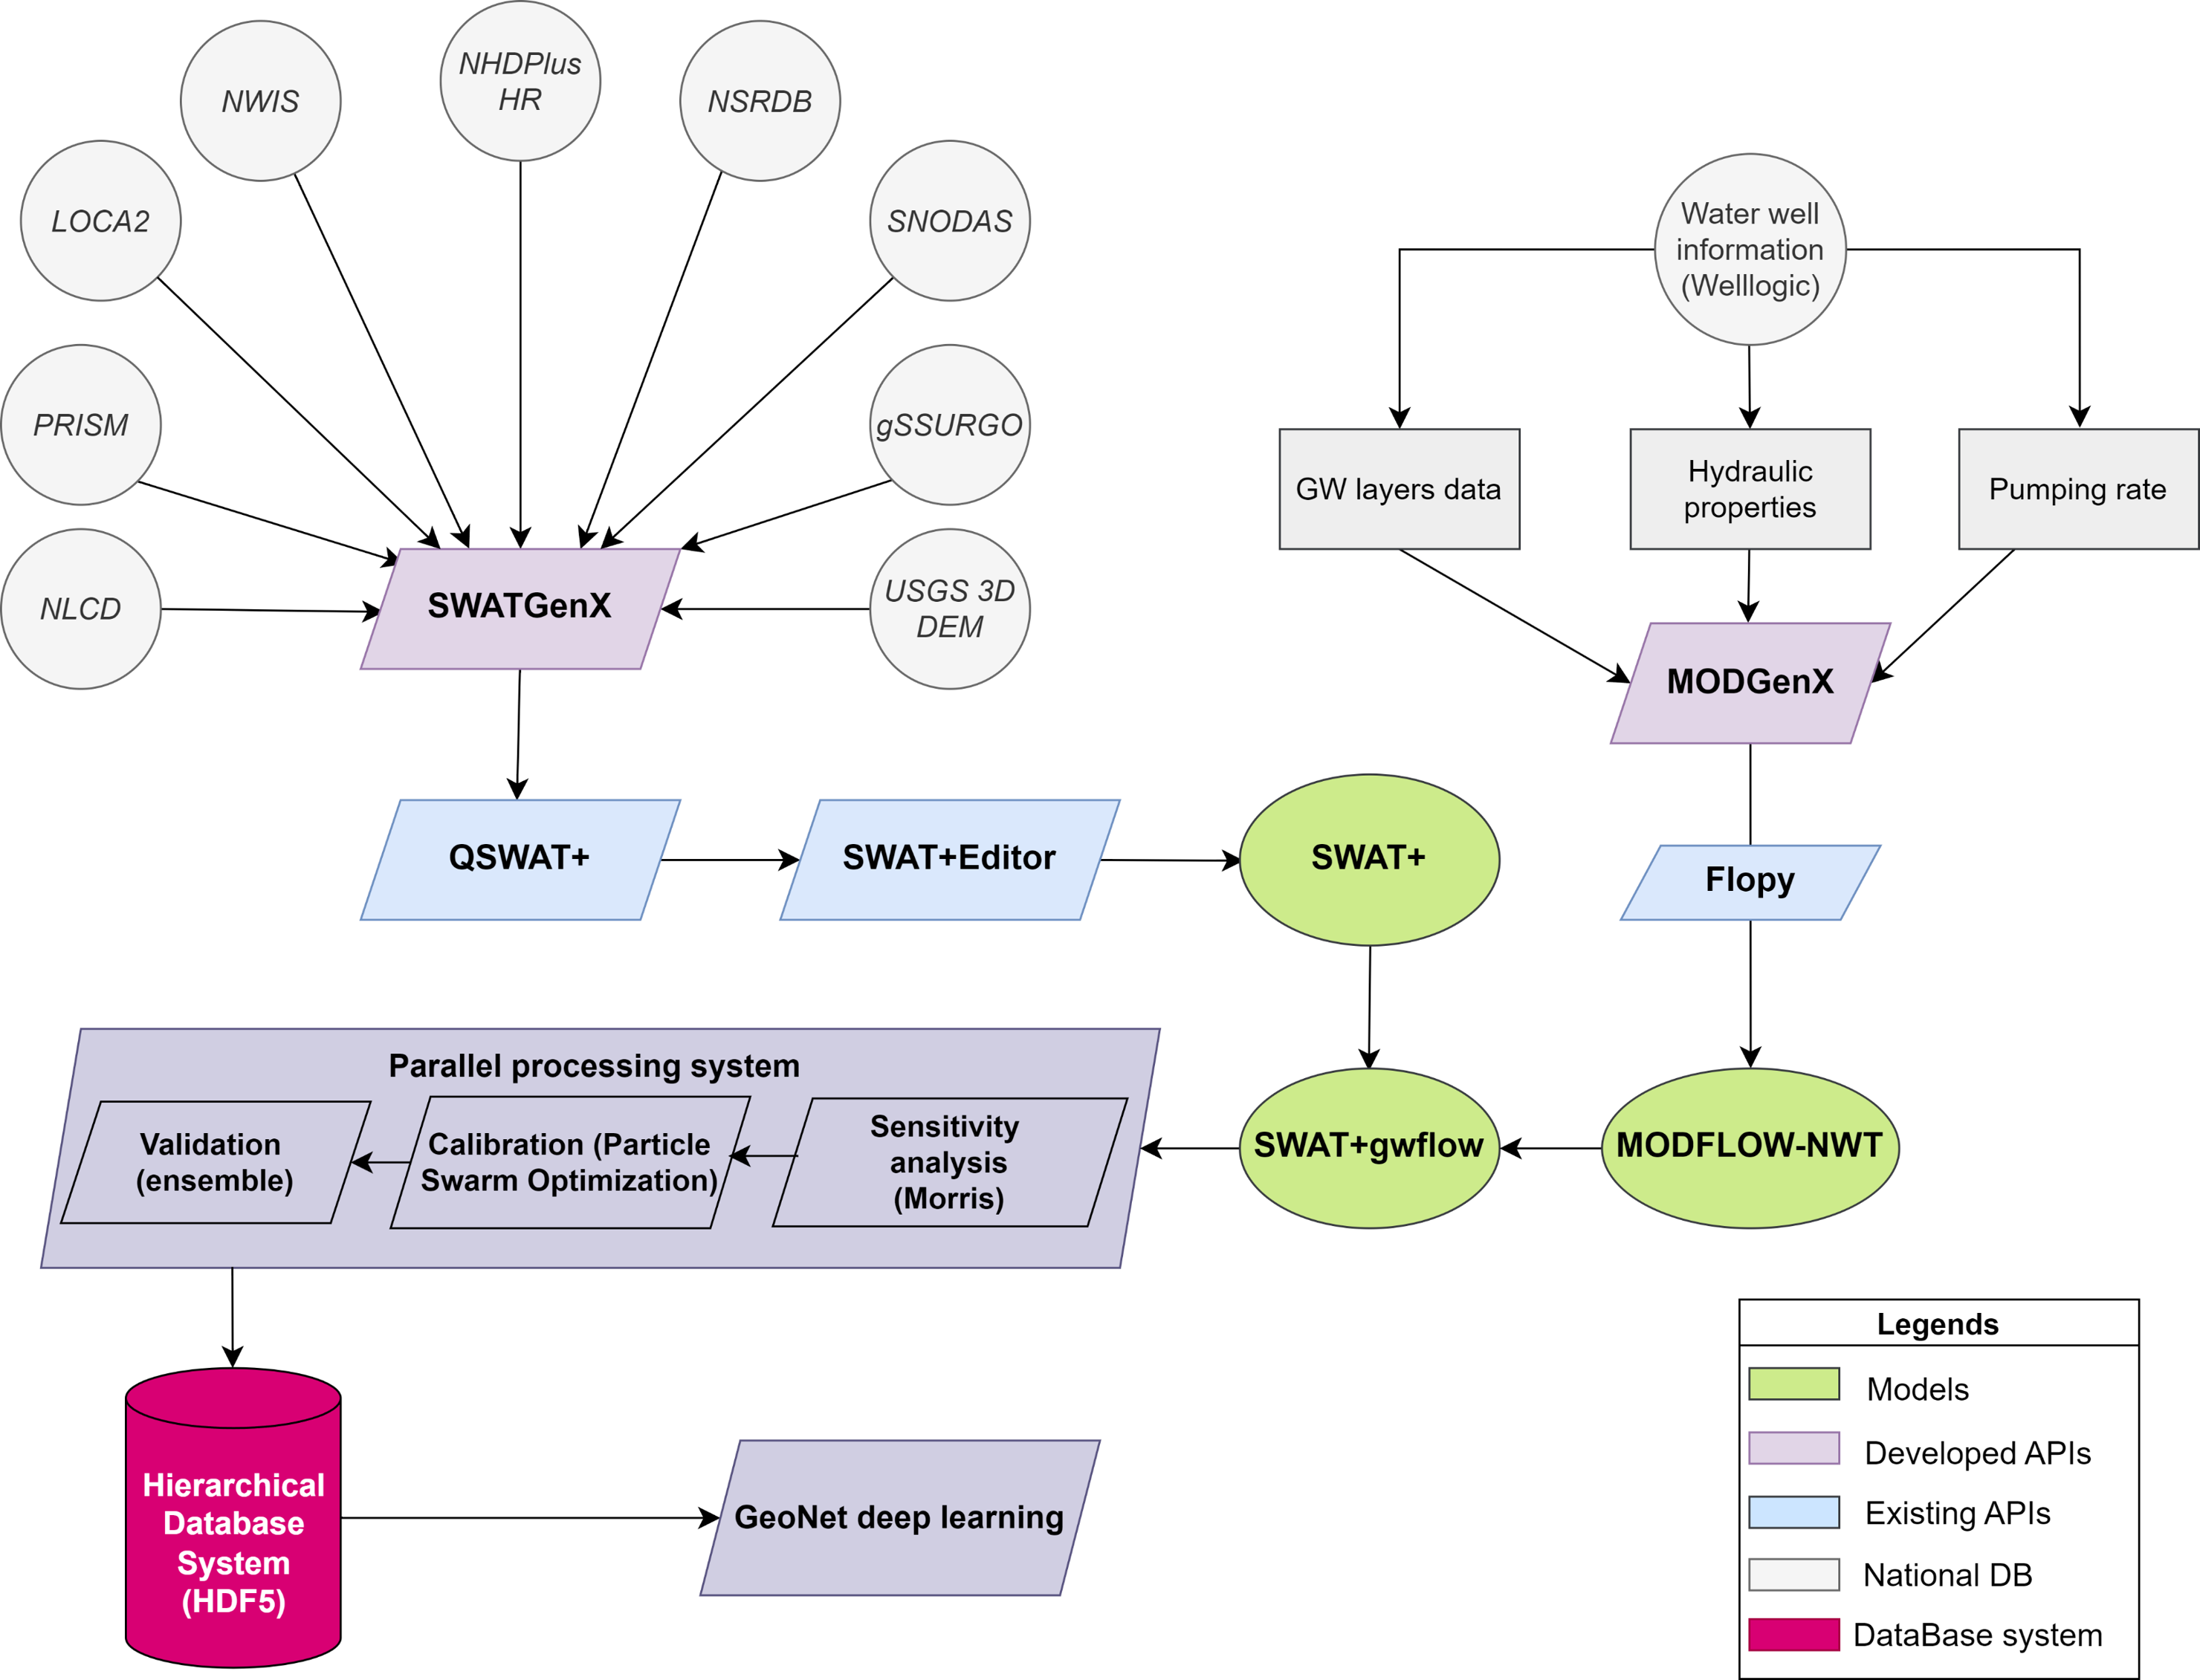 NHDPlus
HR
NWIS
NSRDB
LOCA2
SNODAS
Water well
information
(Welllogic)
PRISM
gSSURGO
GW layers data
Hydraulic
properties
Pumping rate
NLCD
SWATGenX
USGS 3D
DEM
MODGenX
QSWAT+
SWAT+Editor
SWAT+
Flopy
Parallel processing system
Validation
(ensemble)
Calibration (Particle
Swarm Optimization)
Sensitivity
analysis
(Morris)
SWAT+gwflow
MODFLOW-NWT
Hierarchical
Database
System
(HDF5)
GeoNet deep learning
Legends
Models
Developed APIs
Existing APIs
National DB
DataBase system